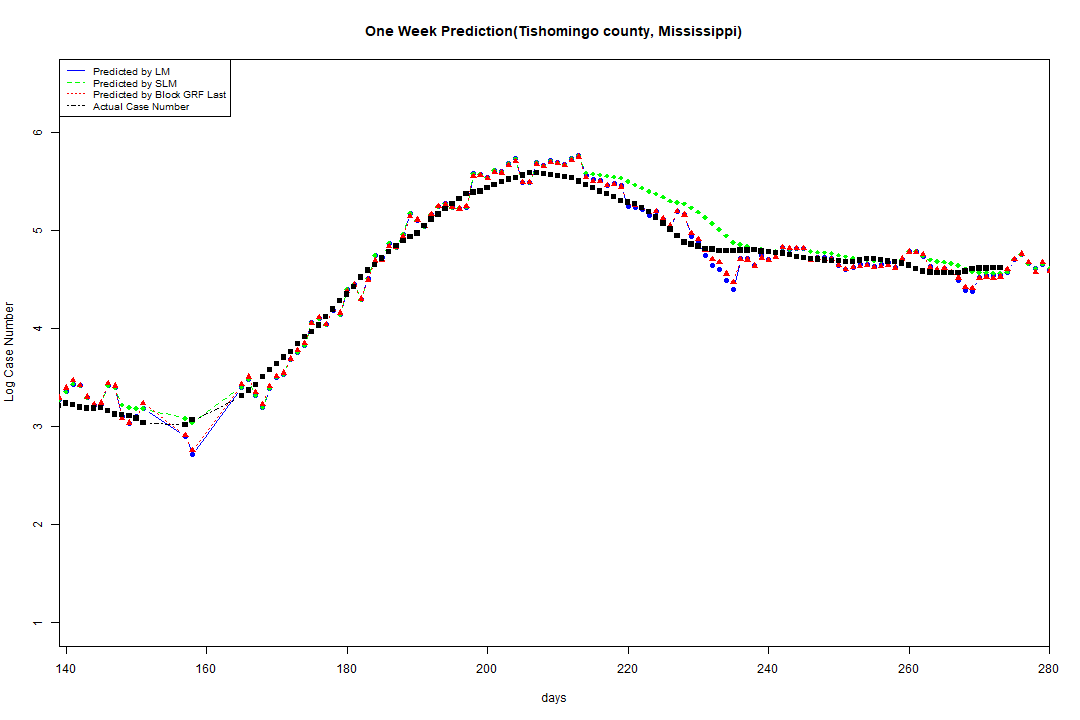 One Week Prediction(Tishomingo county, Mississippi)
Predicted by LM
Predicted by SLM
Predicted by Block GRF Last
Actual Case Number
6
5
4
3
2
1
Log Case Number
140 160 180 200 220 240 260 280
days